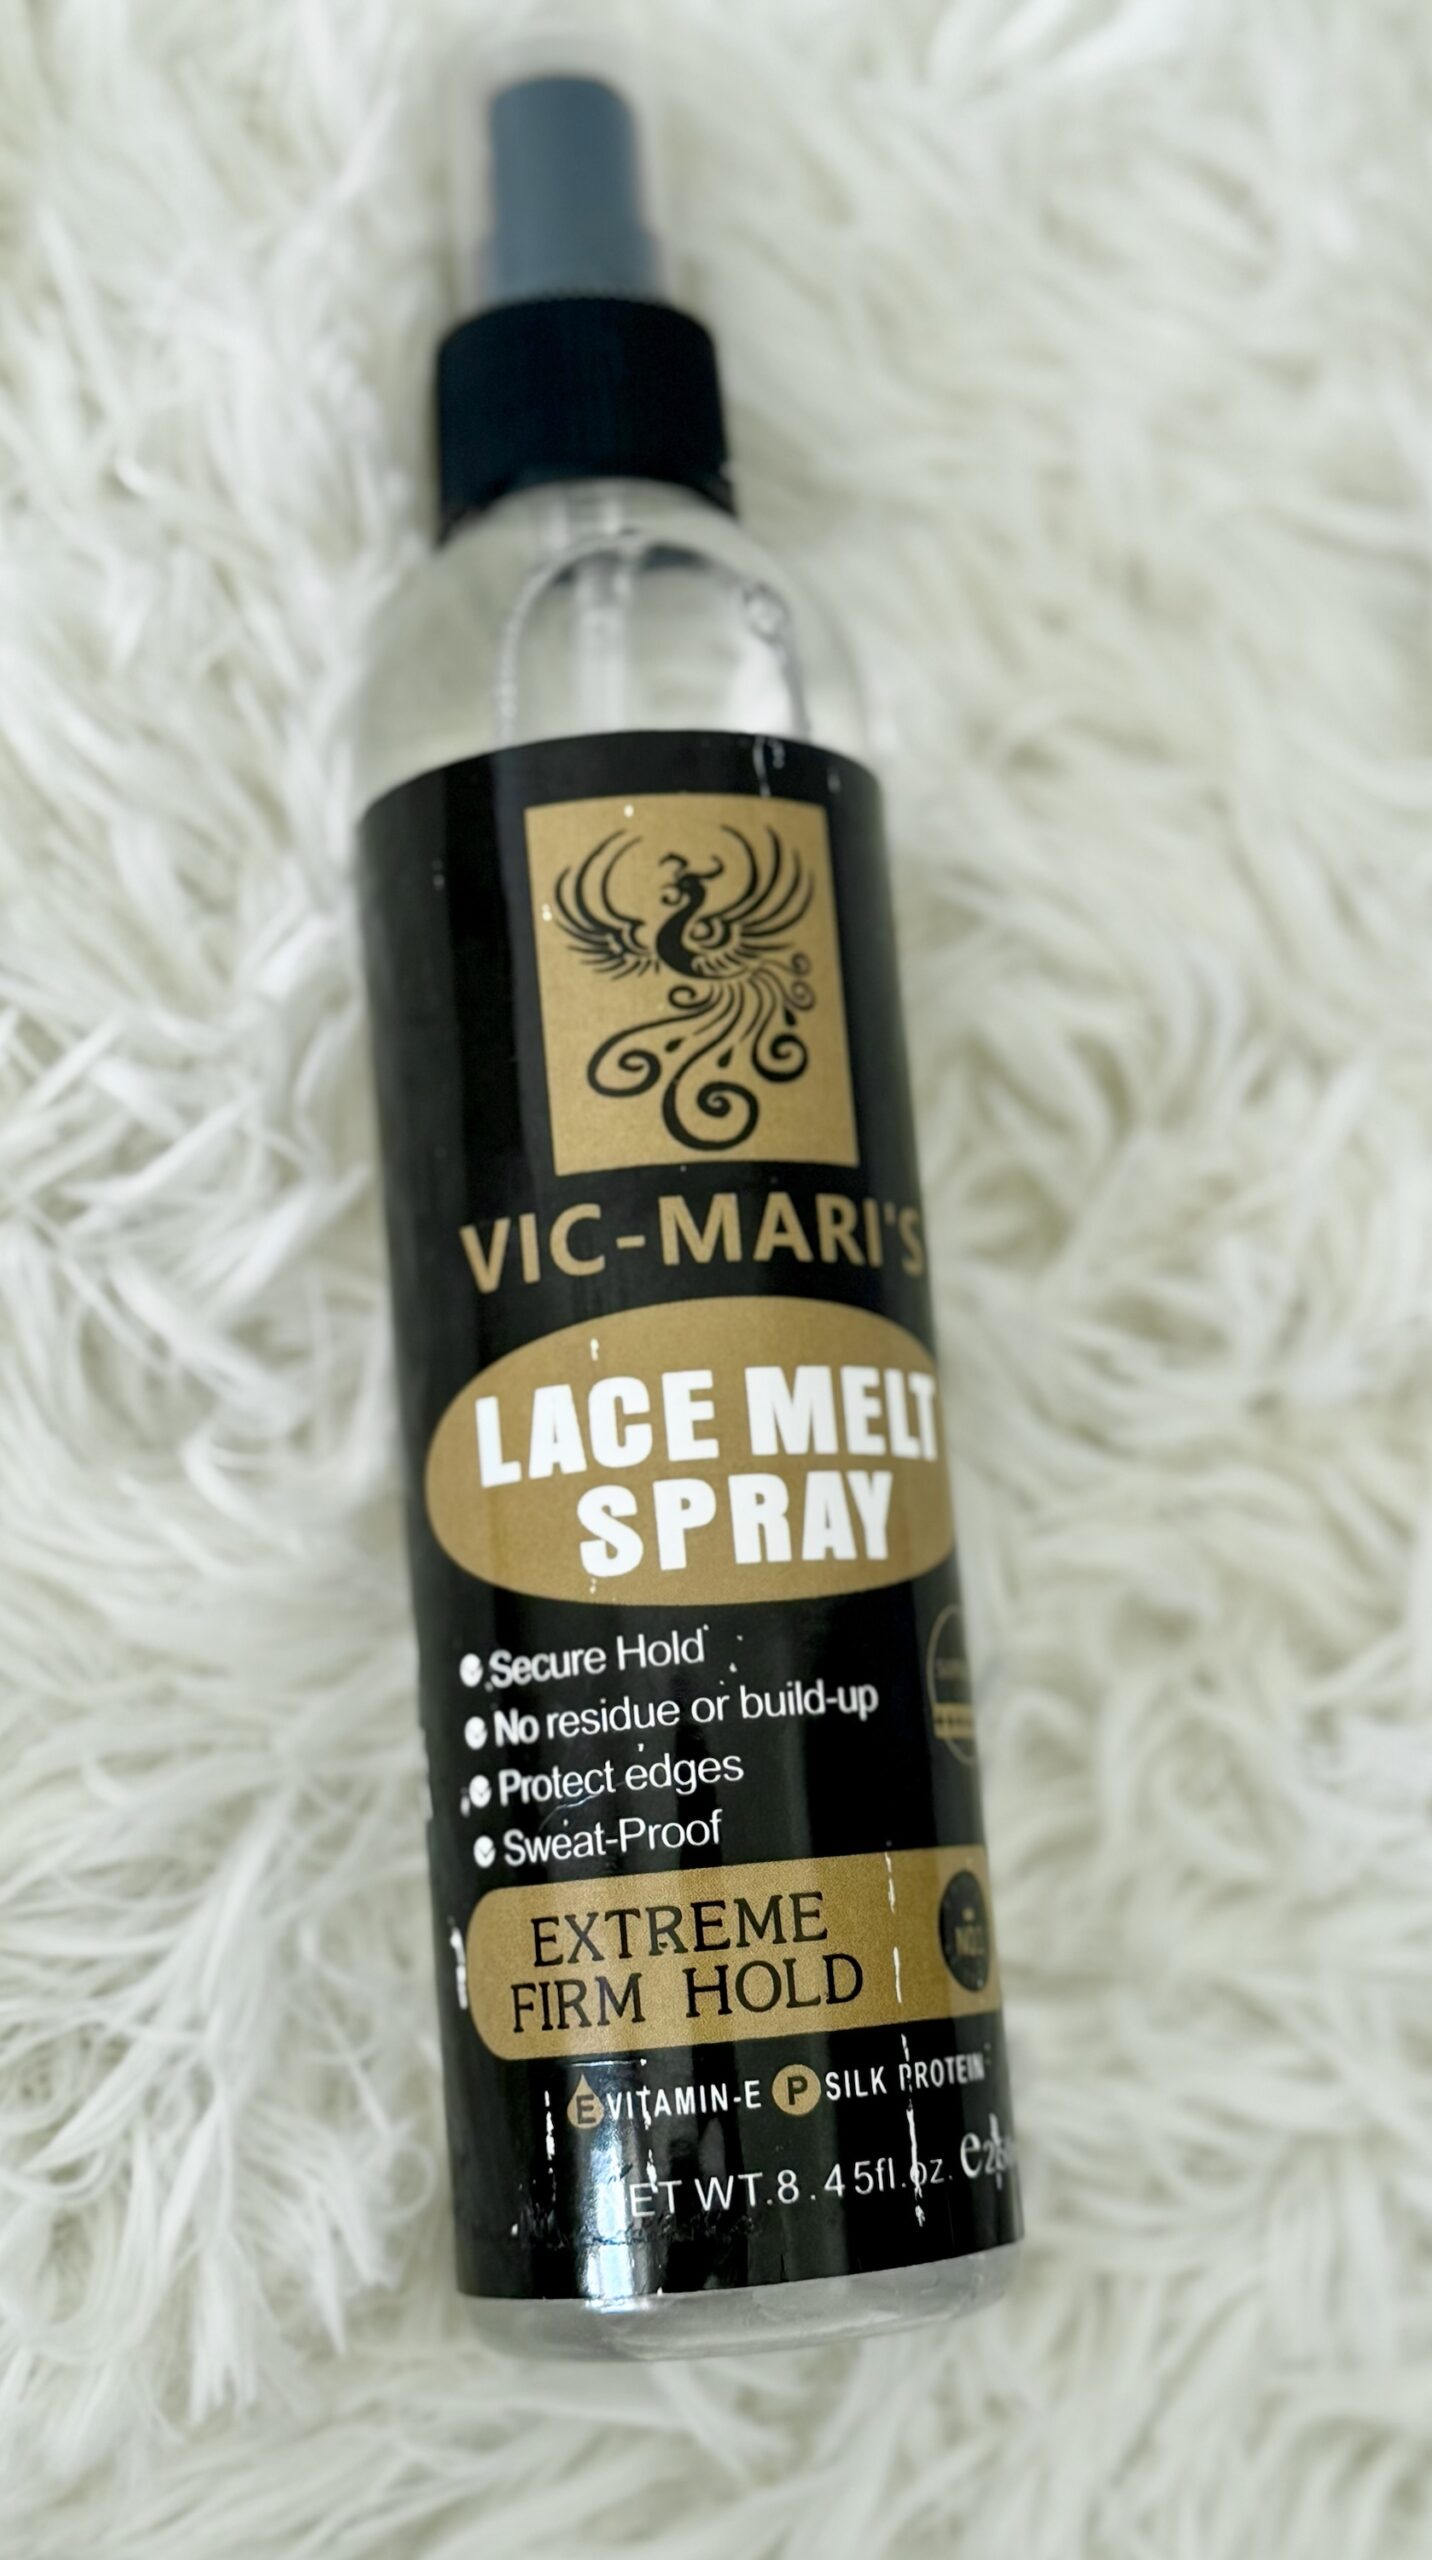 VIC-MARI'S
LACE MELT
SPRAY
Secure Hold
No residue or build-up
Protect edges
Sweat-Proof
EXTREME
FIRM HOLD
E VITAMIN-E P SILK PROTEIN
NET WT.8.45fl.oz. e